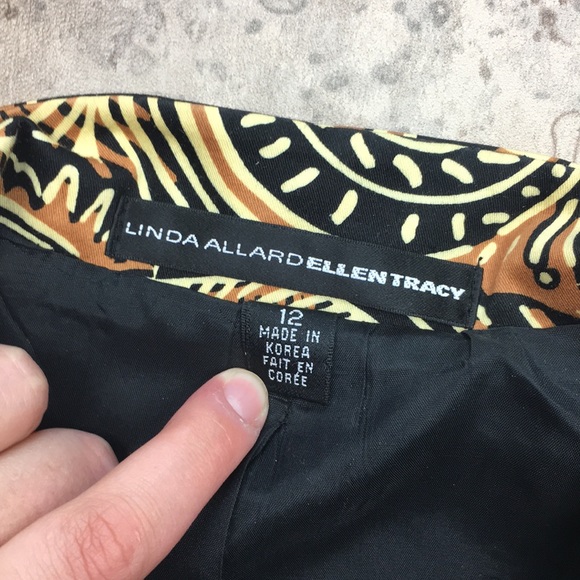 LINDA ALLARD ELLEN TRACY
12
MADE IN
KOREA
FAIT EN
CORÉE